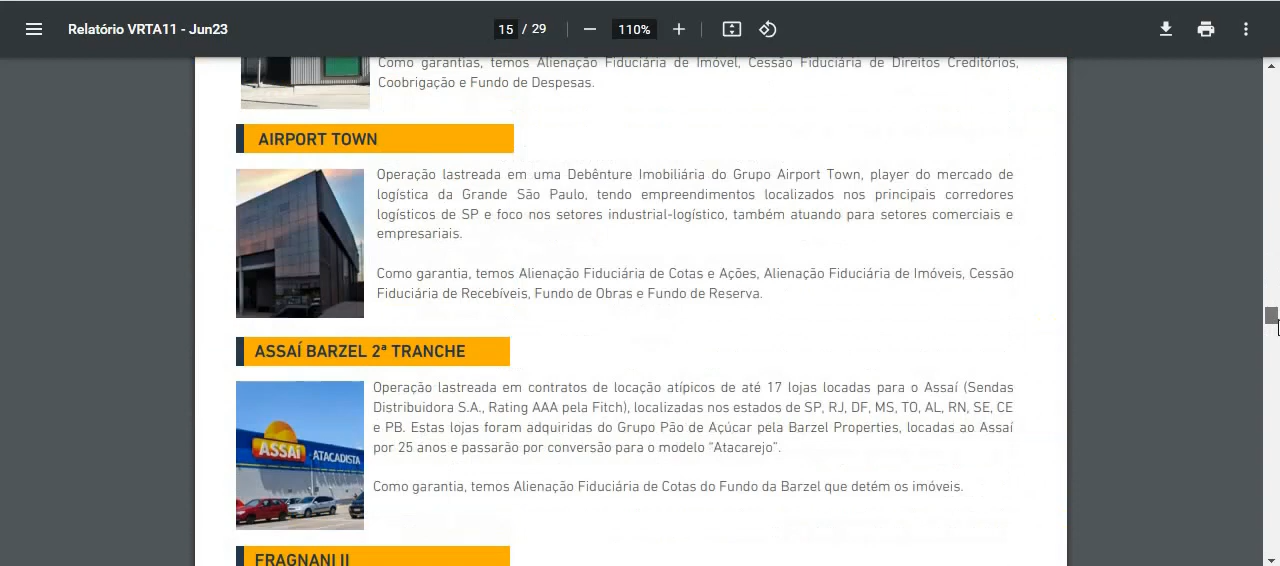 Relatório VRTA11 - Jun23
15 / 29
110%
Como garantias, temos Alienação Fiduciária de Imóvel, Cessão Fiduciária de Direitos Creditórios,
Coobrigação e Fundo de Despesas.
AIRPORT TOWN
Operação lastreada em uma Debênture Imobiliária do Grupo Airport Town, player do mercado de
logística da Grande São Paulo, tendo empreendimentos localizados nos principais corredores
logísticos de SP e foco nos setores industrial-logístico, também atuando para setores comerciais e
empresariais.
Como garantia, temos Alienação Fiduciária de Cotas e Ações, Alienação Fiduciária de Imóveis, Cessão
Fiduciária de Recebíveis, Fundo de Obras e Fundo de Reserva.
ASSAÍ BARZEL 2ª TRANCHE
Operação lastreada em contratos de locação atípicos de até 17 lojas locadas para o Assaí (Sendas
Distribuidora S.A., Rating AAA pela Fitch), localizadas nos estados de SP, RJ, DF, MS, TO, AL, RN, SE, CE
e PB. Estas lojas foram adquiridas do Grupo Pão de Açúcar pela Barzel Properties, locadas ao Assaí
por 25 anos e passarão por conversão para o modelo “Atacarejo”.
ASSAÍ ATACADISTA
Como garantia, temos Alienação Fiduciária de Cotas do Fundo da Barzel que detém os imóveis.
FRAGNANI II